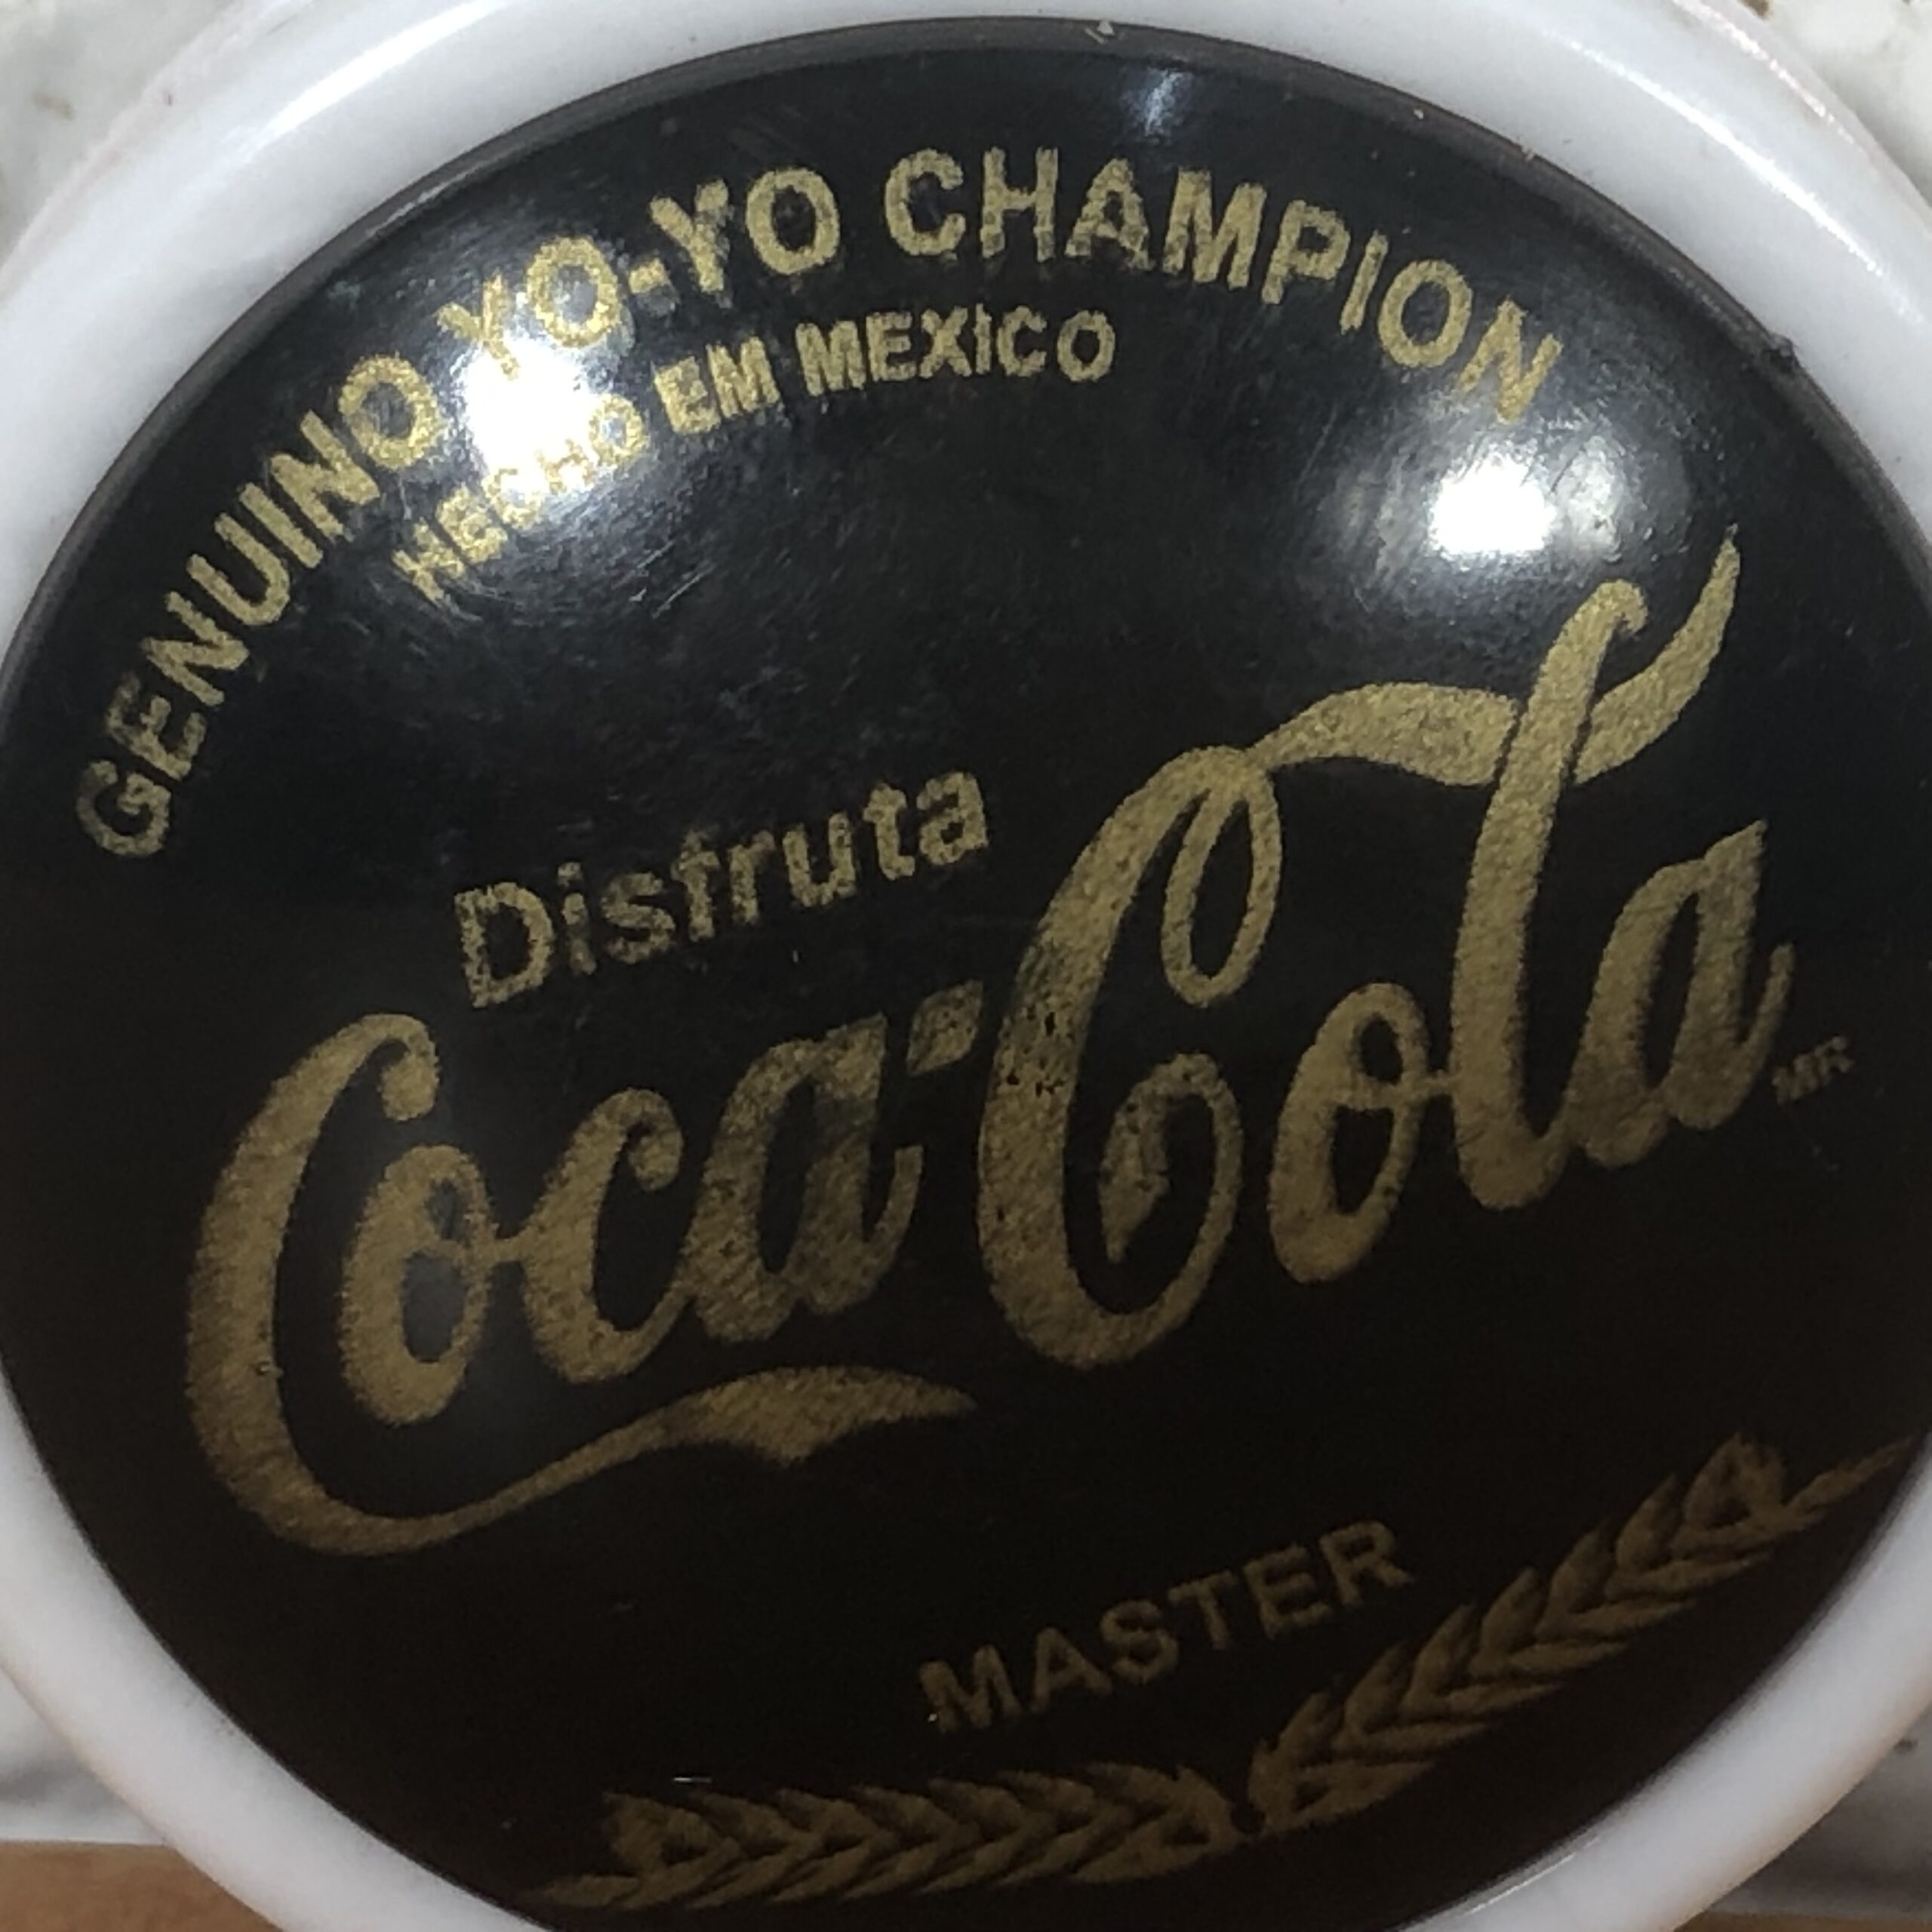 GENUINO YO-YO CHAMPION
HECHO EM MEXICO
Disfruta
Coca-Cola MR
MASTER